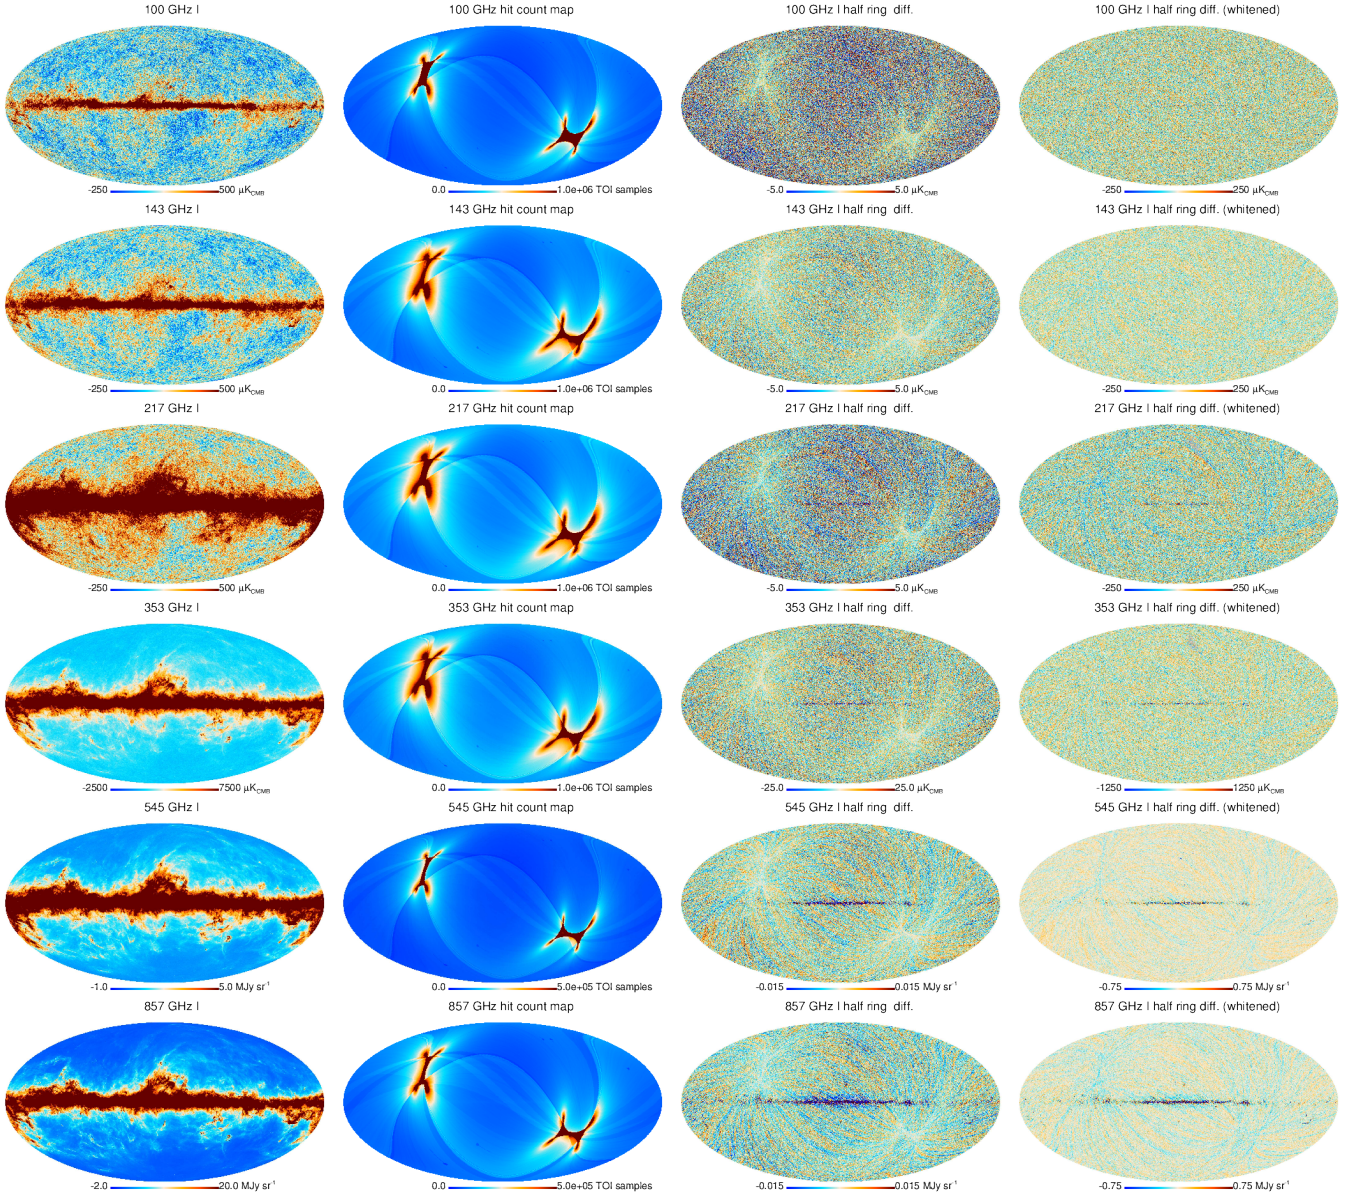 100 GHz I 100 GHz hit count map 100 GHz I half ring diff. 100 GHz I half ring diff. (whitened)
-250 500 μK_CMB 0.0 1.0e+06 TOI samples -5.0 5.0 μK_CMB -250 250 μK_CMB
143 GHz I 143 GHz hit count map 143 GHz I half ring diff. 143 GHz I half ring diff. (whitened)
-250 500 μK_CMB 0.0 1.0e+06 TOI samples -5.0 5.0 μK_CMB -250 250 μK_CMB
217 GHz I 217 GHz hit count map 217 GHz I half ring diff. 217 GHz I half ring diff. (whitened)
-250 500 μK_CMB 0.0 1.0e+06 TOI samples -5.0 5.0 μK_CMB -250 250 μK_CMB
353 GHz I 353 GHz hit count map 353 GHz I half ring diff. 353 GHz I half ring diff. (whitened)
-2500 7500 μK_CMB 0.0 1.0e+06 TOI samples -25.0 25.0 μK_CMB -1250 1250 μK_CMB
545 GHz I 545 GHz hit count map 545 GHz I half ring diff. 545 GHz I half ring diff. (whitened)
-1.0 5.0 MJy sr⁻¹ 0.0 5.0e+05 TOI samples -0.015 0.015 MJy sr⁻¹ -0.75 0.75 MJy sr⁻¹
857 GHz I 857 GHz hit count map 857 GHz I half ring diff. 857 GHz I half ring diff. (whitened)
-2.0 20.0 MJy sr⁻¹ 0.0 5.0e+05 TOI samples -0.015 0.015 MJy sr⁻¹ -0.75 0.75 MJy sr⁻¹